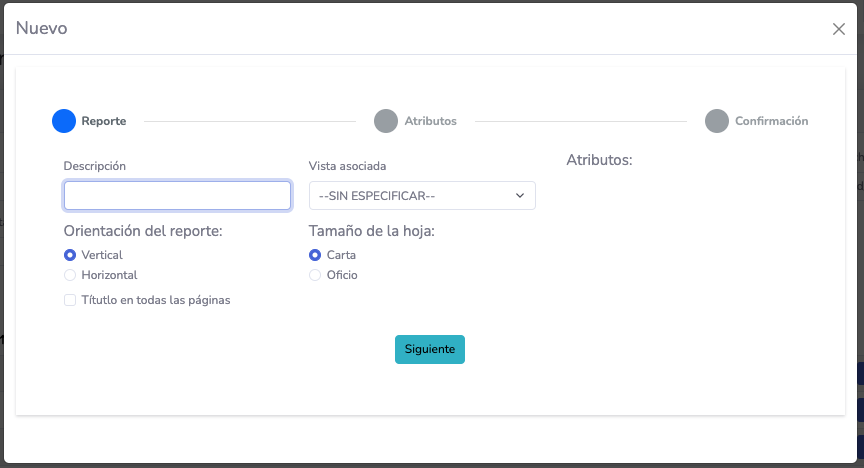 Nuevo
Reporte
Atributos
Confirmación
Descripción
Vista asociada
Atributos:
--SIN ESPECIFICAR--
Orientación del reporte:
Tamaño de la hoja:
Vertical
Carta
Horizontal
Oficio
Títutlo en todas las páginas
Siguiente